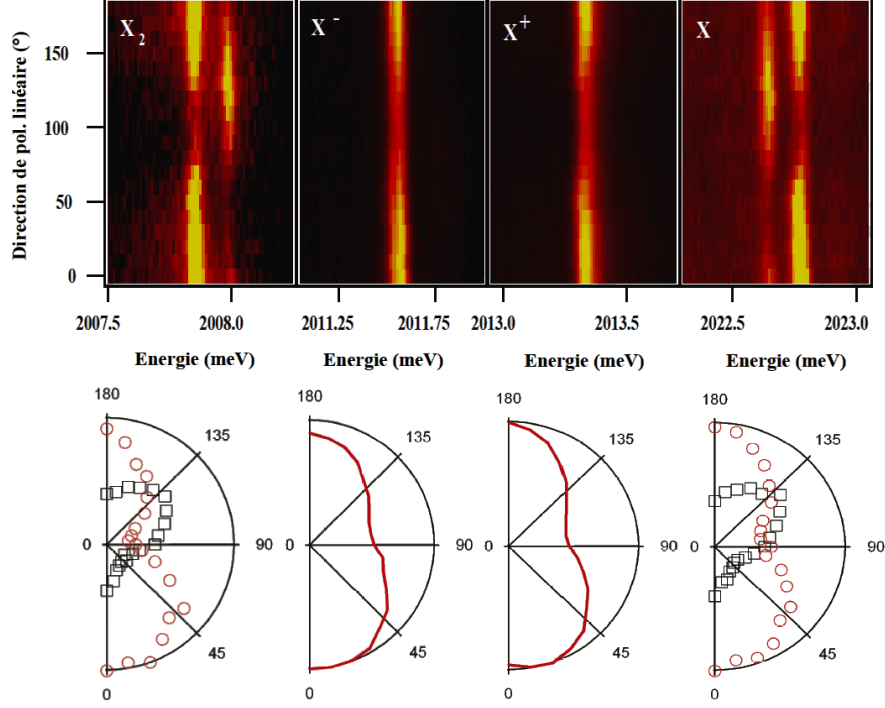 X₂ X⁻ X⁺ X
Direction de pol. linéaire (°)
150
100
50
0
2007.5 2008.0 2011.25 2011.75 2013.0 2013.5 2022.5 2023.0
Energie (meV) Energie (meV) Energie (meV) Energie (meV)
180 180 180 180
135 135 135 135
0 90 0 90 0 90 0 90
45 45 45 45
0 0 0 0